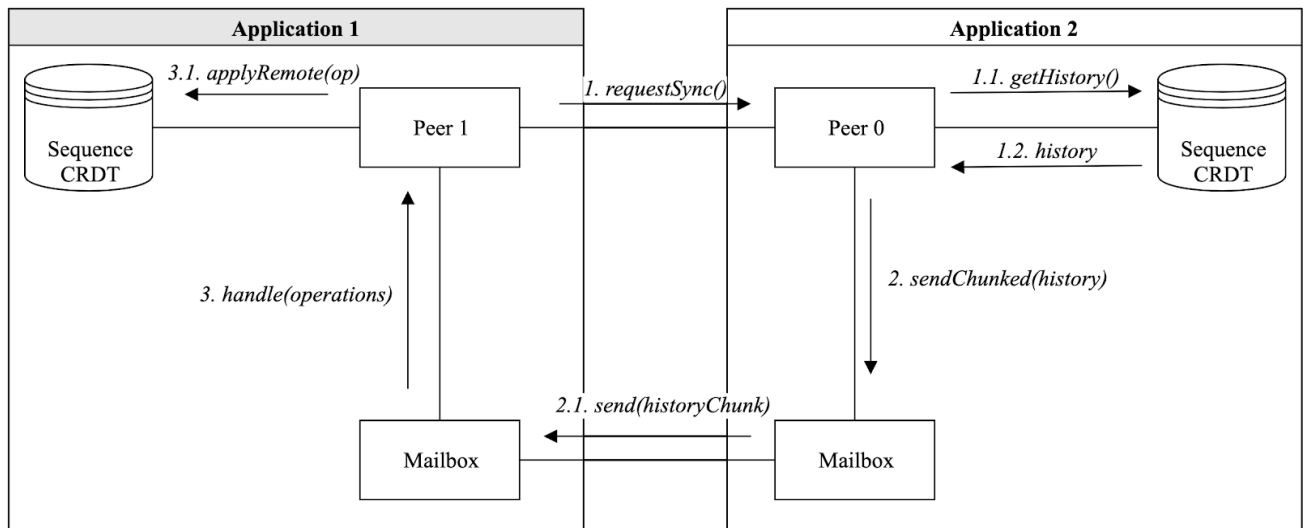 Application 1
Application 2
3.1. applyRemote(op)
1. requestSync()
1.1. getHistory()
Sequence
CRDT
Peer 1
Peer 0
1.2. history
Sequence
CRDT
3. handle(operations)
2. sendChunked(history)
2.1. send(historyChunk)
Mailbox
Mailbox